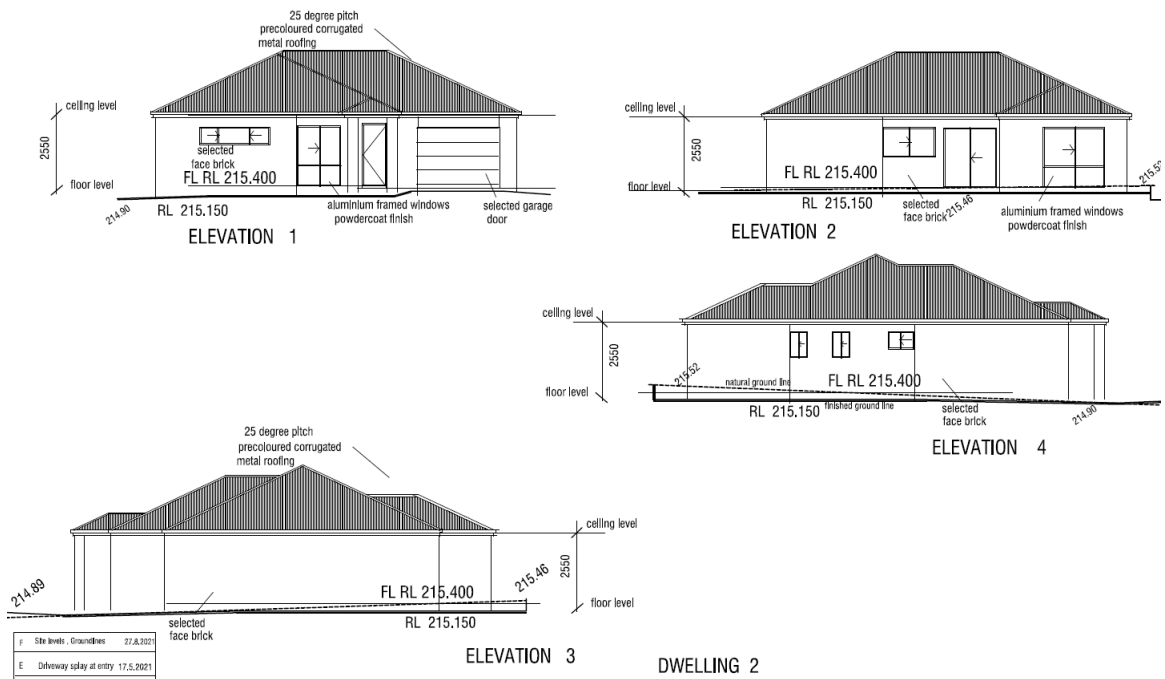 25 degree pitch
precoloured corrugated
metal roofing
ceiling level
2550
selected
face brick
FL RL 215.400
floor level
214.90
RL 215.150
aluminium framed windows
powdercoat finish
selected garage
door
ELEVATION 1
ceiling level
2550
FL RL 215.400
floor level
215.52
RL 215.150
selected
face brick
215.46
aluminium framed windows
powdercoat finish
ELEVATION 2
ceiling level
2550
215.52
natural ground line
FL RL 215.400
floor level
RL 215.150
finished ground line
selected
face brick
214.90
ELEVATION 4
25 degree pitch
precoloured corrugated
metal roofing
ceiling level
2550
214.89
215.46
FL RL 215.400
floor level
selected
face brick
RL 215.150
ELEVATION 3
DWELLING 2
F Site levels , Groundlines 27.8.2021
E Driveway splay at entry 17.5.2021